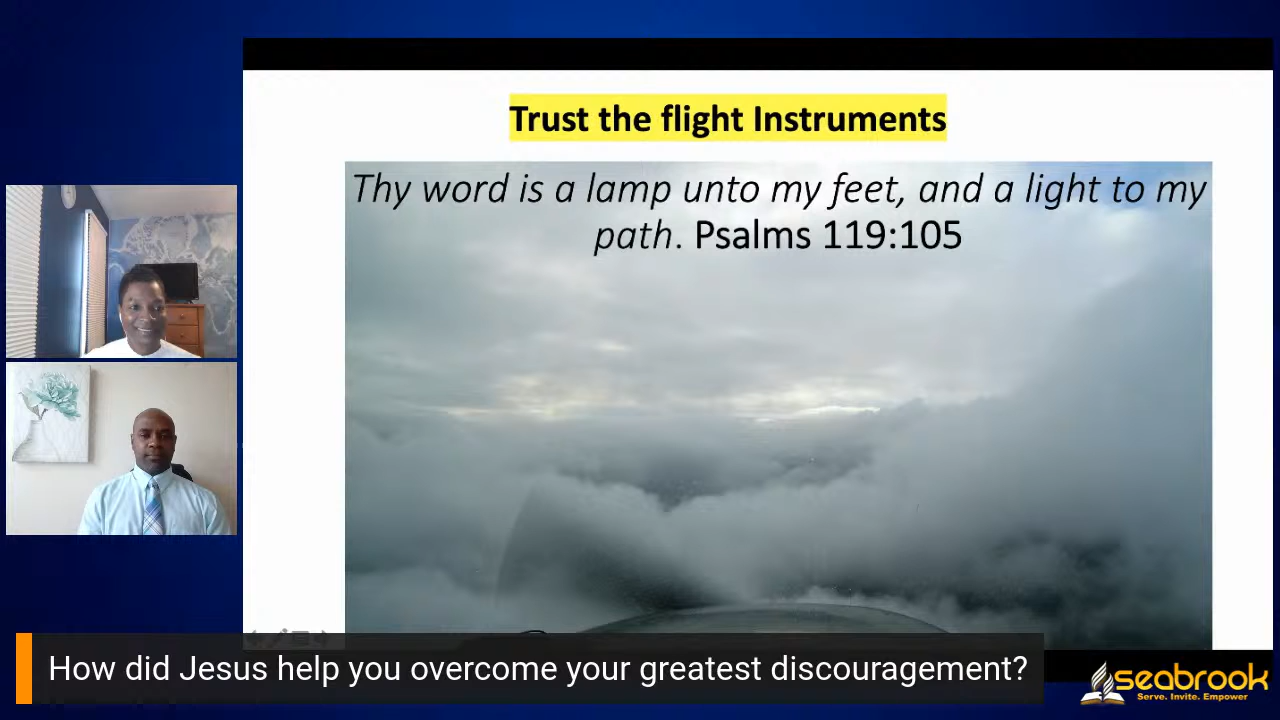 Trust the flight Instruments
Thy word is a lamp unto my feet, and a light to my
path. Psalms 119:105
How did Jesus help you overcome your greatest discouragement?
seabrook
Serve. Invite. Empower